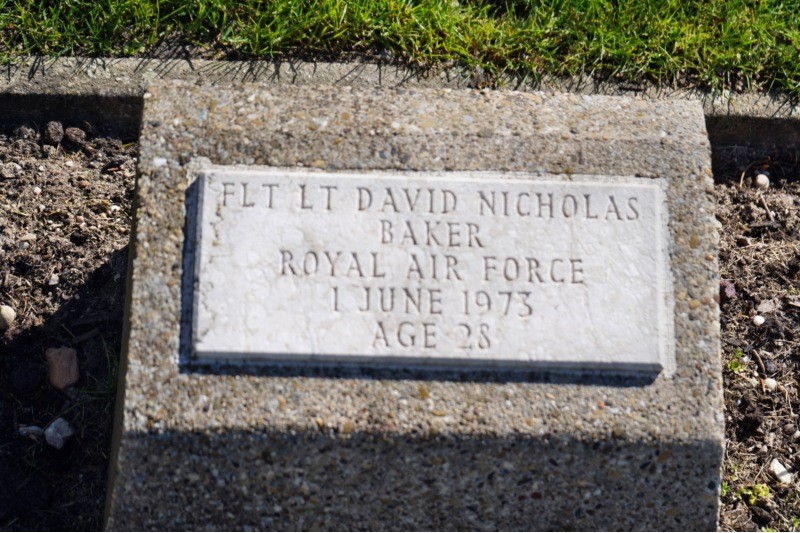 FLT LT DAVID NICHOLAS
BAKER
ROYAL AIR FORCE
1 JUNE 1973
AGE 28